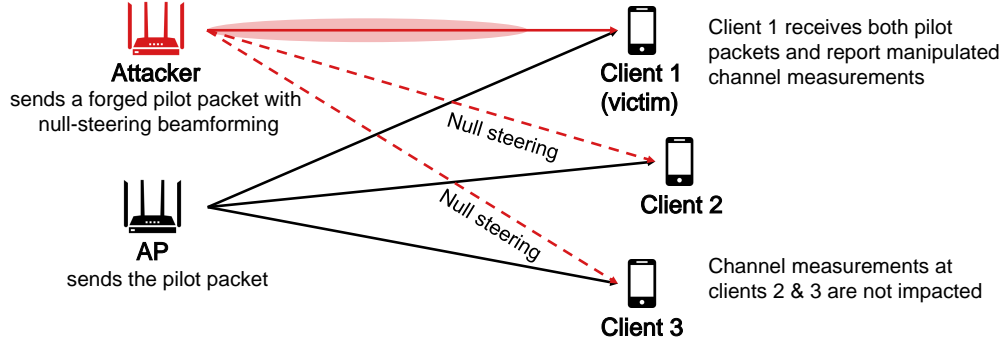 Attacker
sends a forged pilot packet with
null-steering beamforming
Client 1
(victim)
Client 1 receives both pilot
packets and report manipulated
channel measurements
Null steering
Client 2
Null steering
AP
sends the pilot packet
Client 3
Channel measurements at
clients 2 & 3 are not impacted